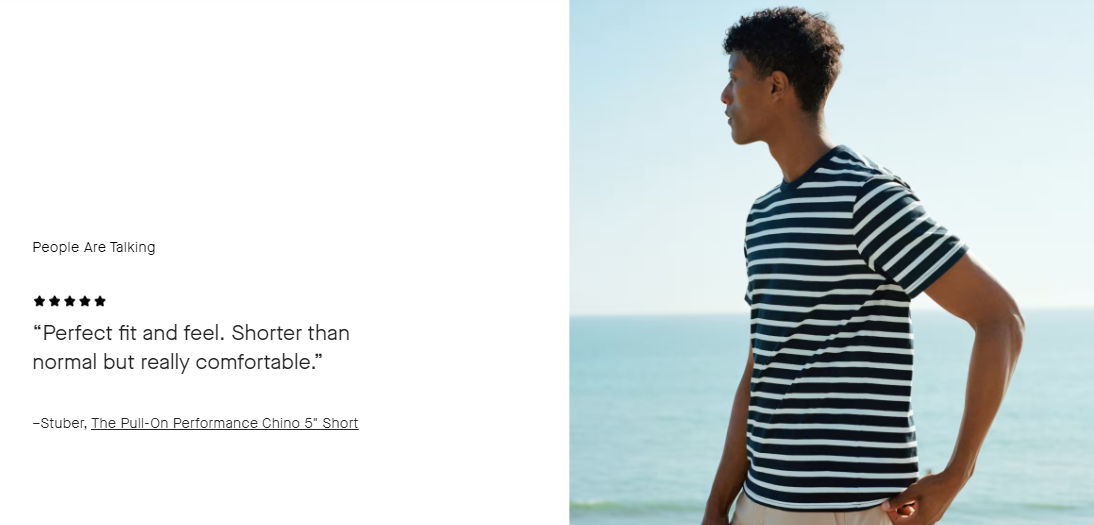 People Are Talking
★★★★★
“Perfect fit and feel. Shorter than
normal but really comfortable.”
–Stuber, The Pull-On Performance Chino 5" Short